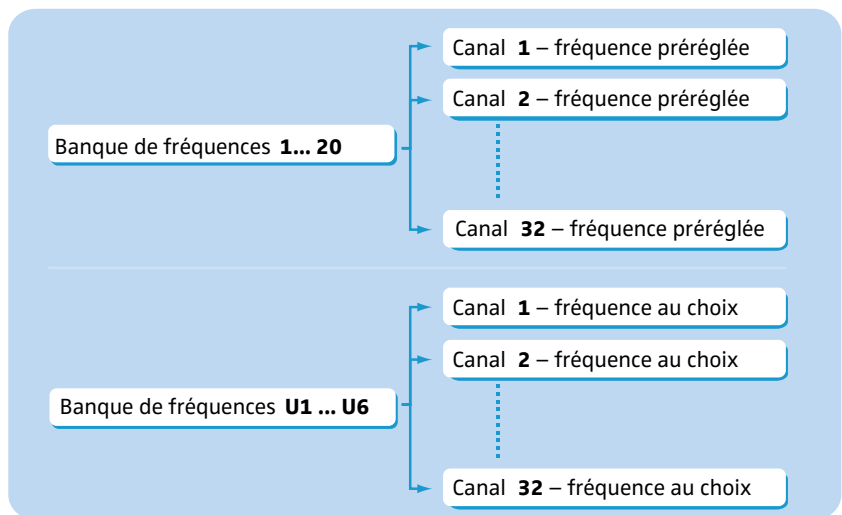 Canal 1 – fréquence préréglée
Canal 2 – fréquence préréglée
Banque de fréquences 1... 20
Canal 32 – fréquence préréglée
Canal 1 – fréquence au choix
Canal 2 – fréquence au choix
Banque de fréquences U1 ... U6
Canal 32 – fréquence au choix